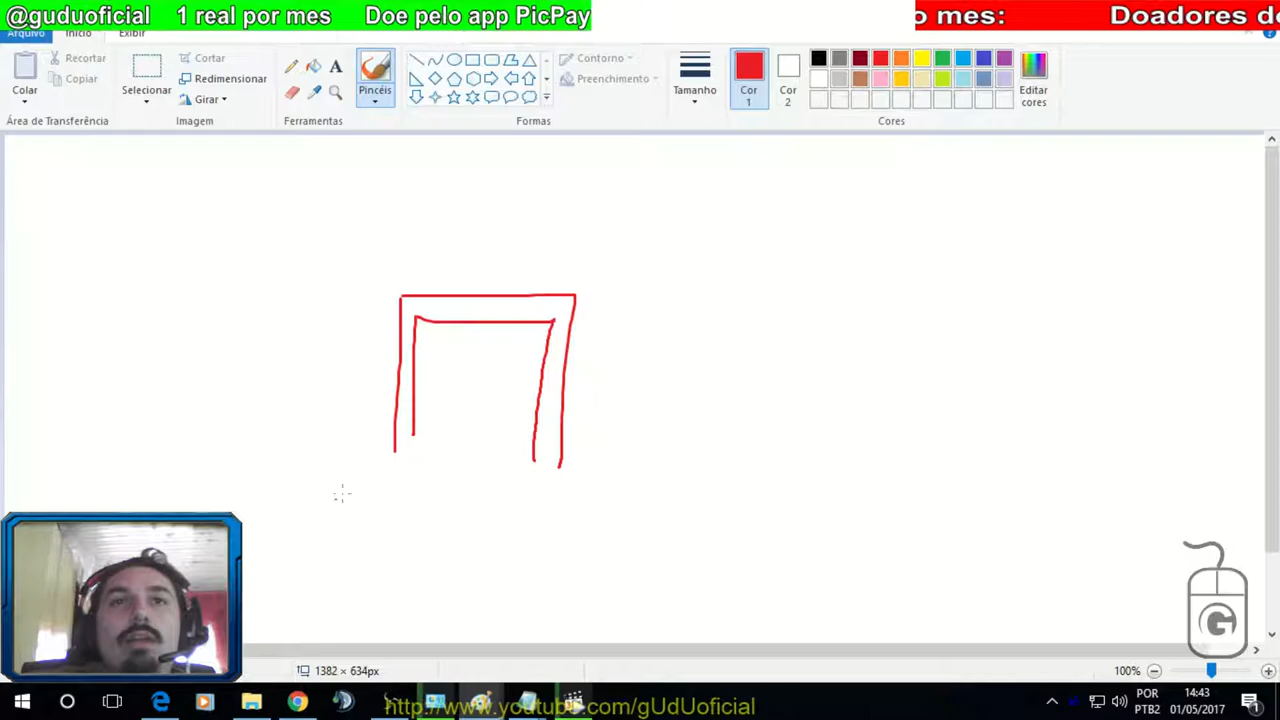 @guduoficial 1 real por mes Doe pelo app PicPay
o mes: Doadores d
Arquivo Início Exibir
Colar
Recortar
Copiar
Área de Transferência
Selecionar
Cortar
Redimensionar
Girar
Imagem
A
Ferramentas
Pincéis
Formas
Contorno
Preenchimento
Tamanho
Cor
1
Cor
2
Editar
cores
Cores
G
1382 × 634px
100%
http://www.youtube.com/gUdUoficial
POR
PTB2
14:43
01/05/2017
1